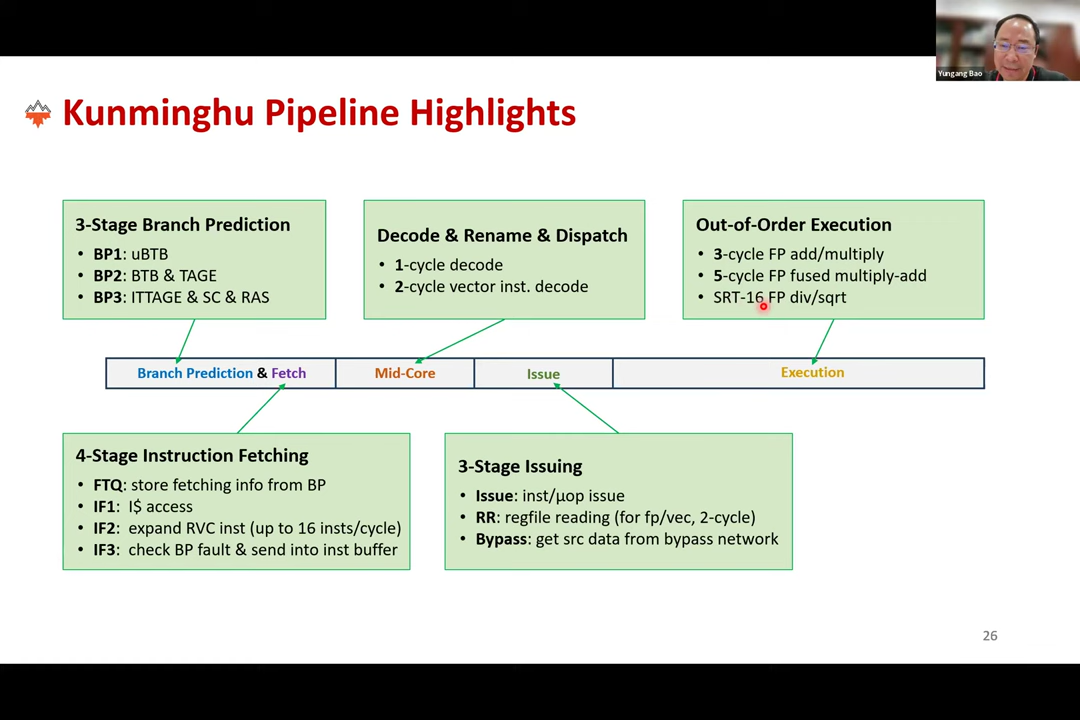 Yungang Bao
Kunminghu Pipeline Highlights
3-Stage Branch Prediction
• BP1: uBTB
• BP2: BTB & TAGE
• BP3: ITTAGE & SC & RAS
Decode & Rename & Dispatch
• 1-cycle decode
• 2-cycle vector inst. decode
Out-of-Order Execution
• 3-cycle FP add/multiply
• 5-cycle FP fused multiply-add
• SRT-16 FP div/sqrt
Branch Prediction & Fetch
Mid-Core
Issue
Execution
4-Stage Instruction Fetching
• FTQ: store fetching info from BP
• IF1: I$ access
• IF2: expand RVC inst (up to 16 insts/cycle)
• IF3: check BP fault & send into inst buffer
3-Stage Issuing
• Issue: inst/μop issue
• RR: regfile reading (for fp/vec, 2-cycle)
• Bypass: get src data from bypass network
26